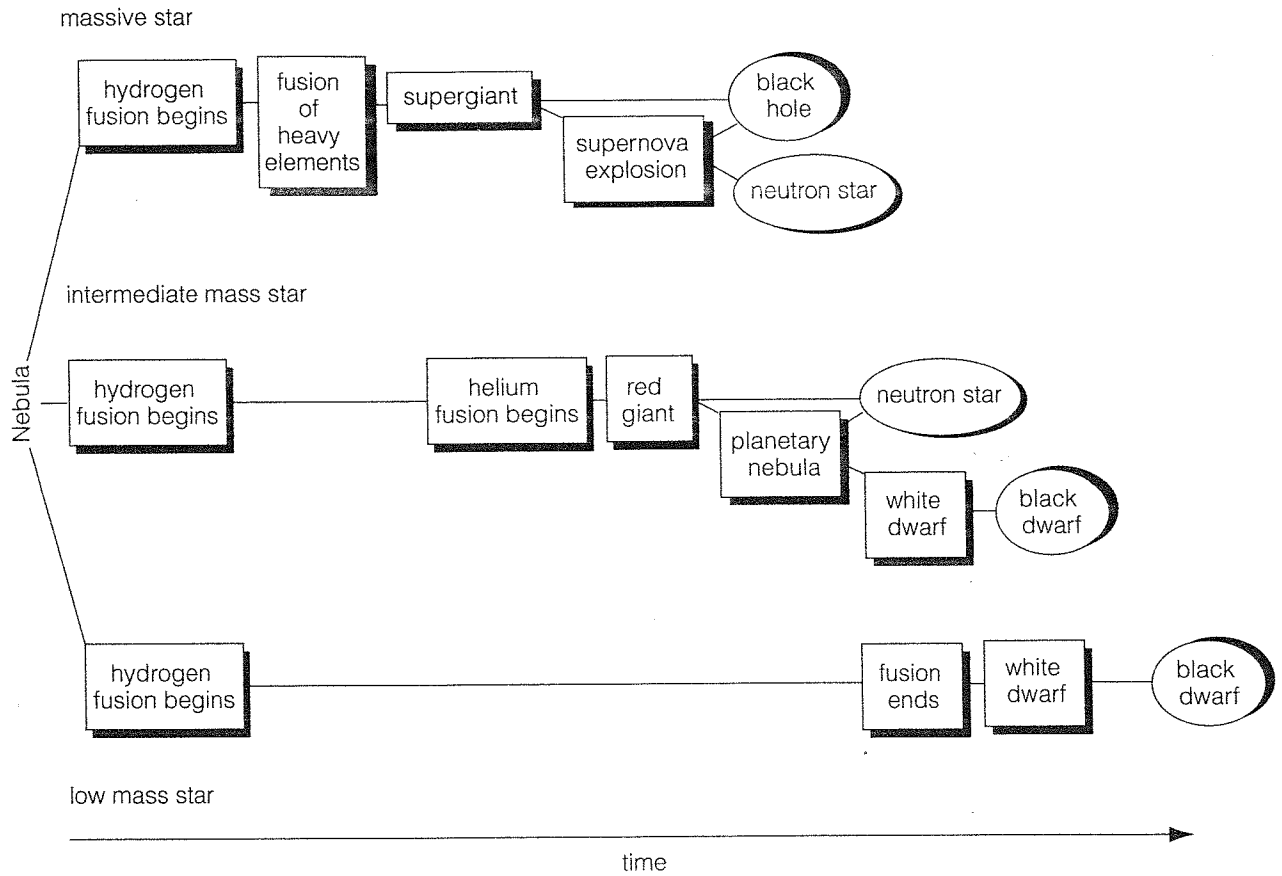 massive star
hydrogen
fusion begins
fusion
of
heavy
elements
supergiant
supernova
explosion
black
hole
neutron star
Nebula
intermediate mass star
hydrogen
fusion begins
helium
fusion begins
red
giant
planetary
nebula
neutron star
white
dwarf
black
dwarf
hydrogen
fusion begins
fusion
ends
white
dwarf
black
dwarf
low mass star
time